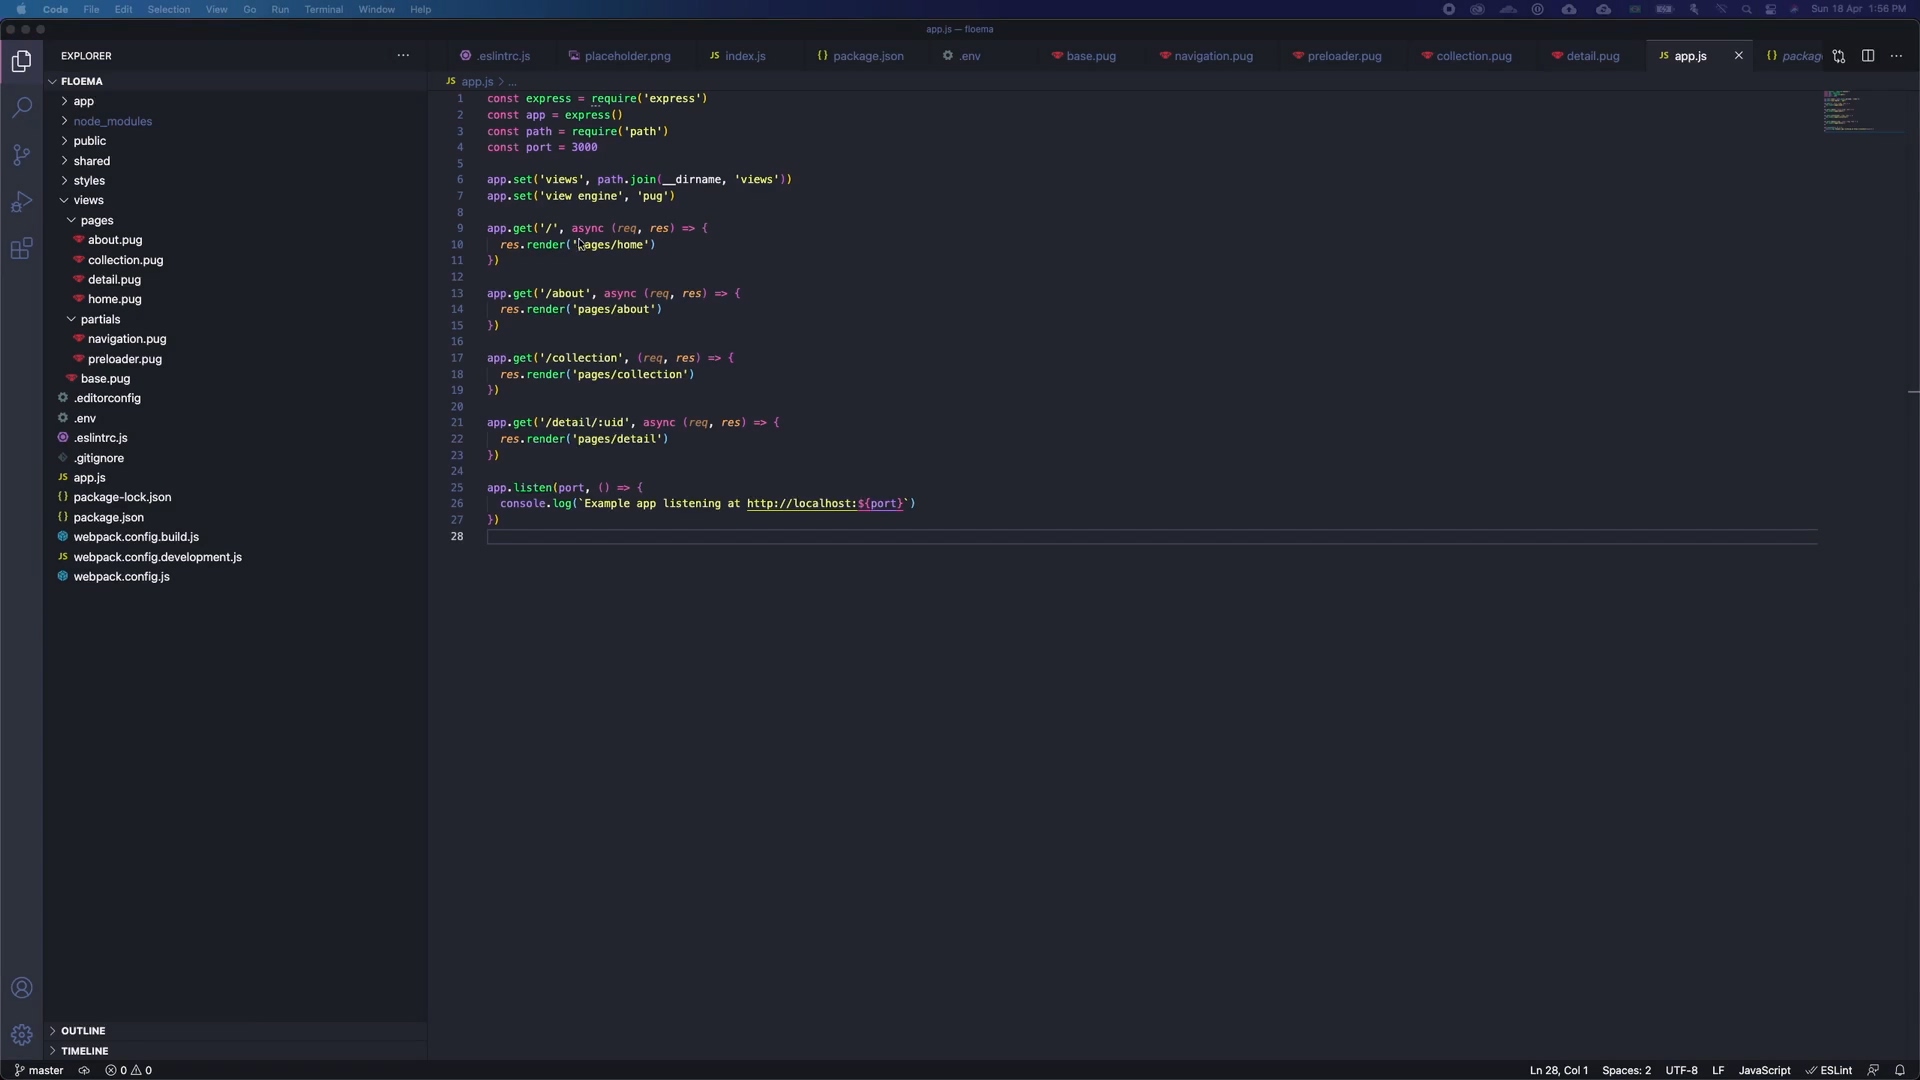 Code File Edit Selection View Go Run Terminal Window Help Sun 18 Apr 1:56 PM
app.js — floema
EXPLORER
.eslintrc.js placeholder.png index.js package.json .env base.pug navigation.pug preloader.pug collection.pug detail.pug app.js packag
FLOEMA
app
node_modules
public
shared
styles
views
pages
about.pug
collection.pug
detail.pug
home.pug
partials
navigation.pug
preloader.pug
base.pug
.editorconfig
.env
.eslintrc.js
.gitignore
app.js
package-lock.json
package.json
webpack.config.build.js
webpack.config.development.js
webpack.config.js
OUTLINE
TIMELINE
JS app.js > ...
1 const express = require('express')
2 const app = express()
3 const path = require('path')
4 const port = 3000
5
6 app.set('views', path.join(__dirname, 'views'))
7 app.set('view engine', 'pug')
8
9 app.get('/', async (req, res) => {
10 res.render('pages/home')
11 })
12
13 app.get('/about', async (req, res) => {
14 res.render('pages/about')
15 })
16
17 app.get('/collection', (req, res) => {
18 res.render('pages/collection')
19 })
20
21 app.get('/detail/:uid', async (req, res) => {
22 res.render('pages/detail')
23 })
24
25 app.listen(port, () => {
26 console.log(`Example app listening at http://localhost:${port}`)
27 })
28
master 0 0 Ln 28, Col 1 Spaces: 2 UTF-8 LF JavaScript ESLint